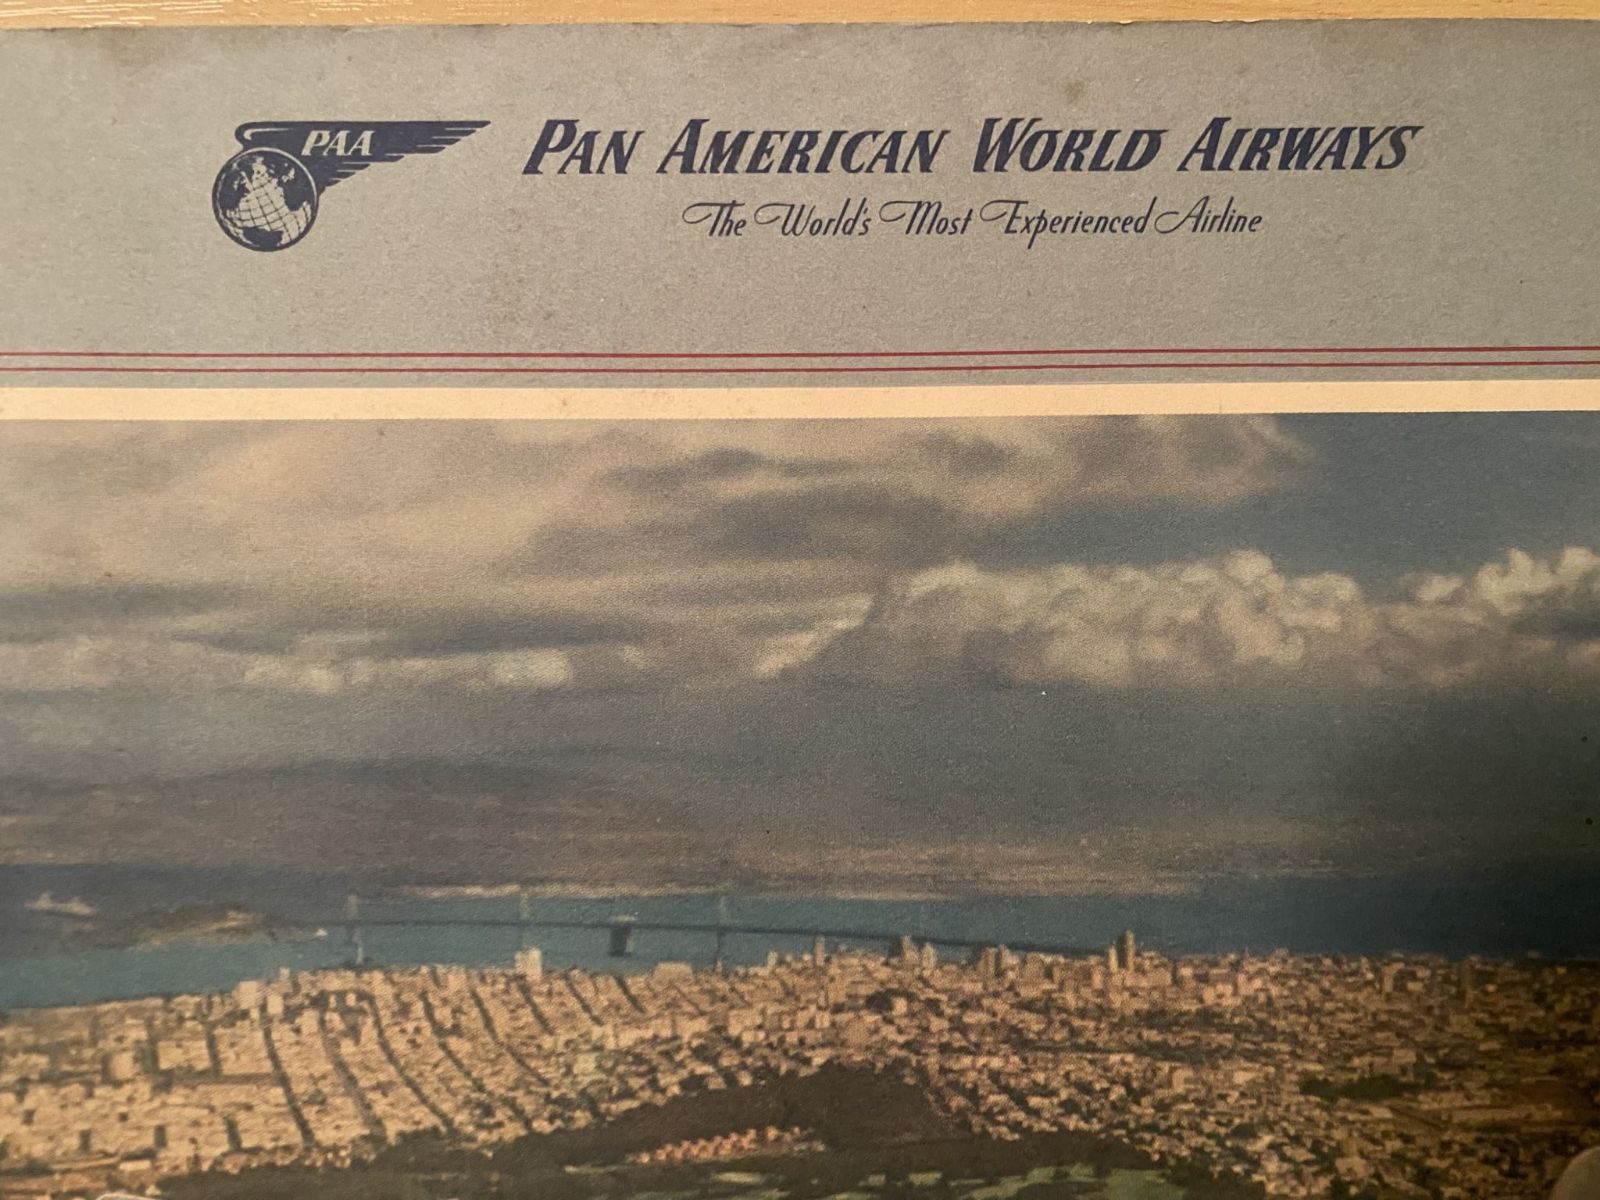 PAA
PAN AMERICAN WORLD AIRWAYS
The World's Most Experienced Airline